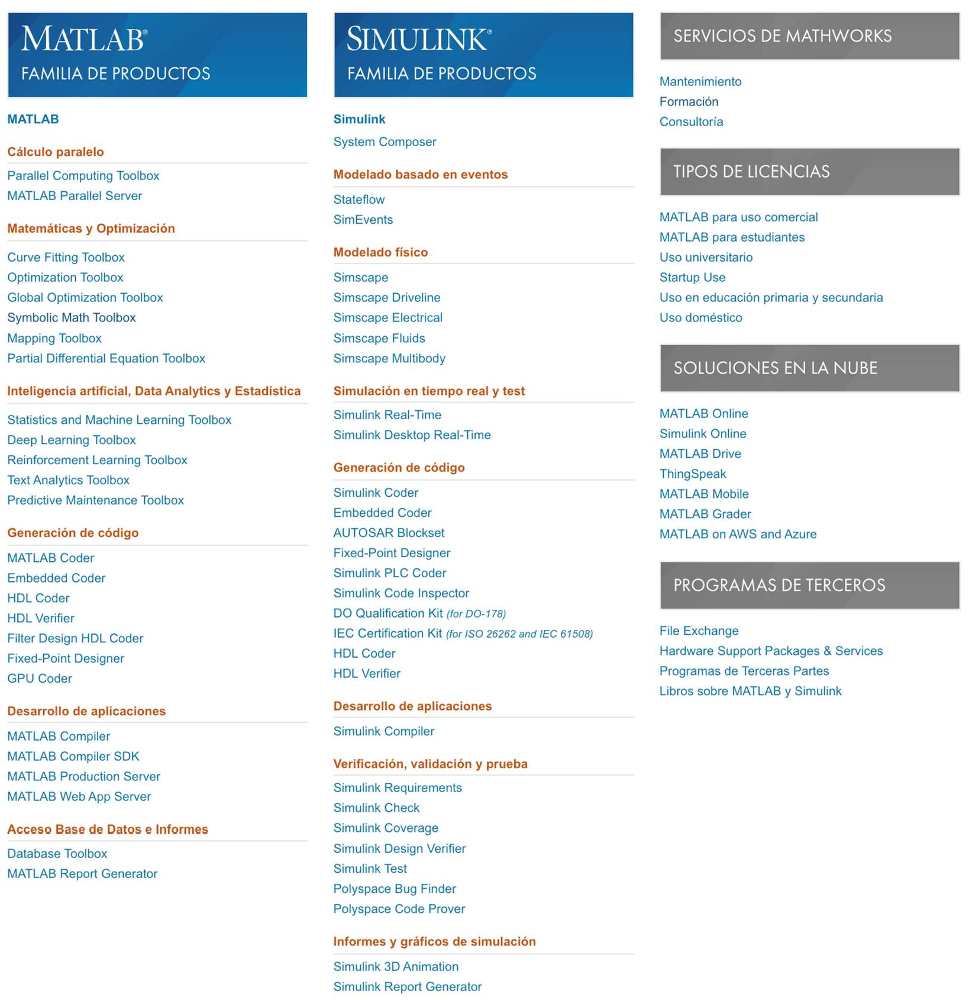 MATLAB®
FAMILIA DE PRODUCTOS
MATLAB
Cálculo paralelo
Parallel Computing Toolbox
MATLAB Parallel Server
Matemáticas y Optimización
Curve Fitting Toolbox
Optimization Toolbox
Global Optimization Toolbox
Symbolic Math Toolbox
Mapping Toolbox
Partial Differential Equation Toolbox
Inteligencia artificial, Data Analytics y Estadística
Statistics and Machine Learning Toolbox
Deep Learning Toolbox
Reinforcement Learning Toolbox
Text Analytics Toolbox
Predictive Maintenance Toolbox
Generación de código
MATLAB Coder
Embedded Coder
HDL Coder
HDL Verifier
Filter Design HDL Coder
Fixed-Point Designer
GPU Coder
Desarrollo de aplicaciones
MATLAB Compiler
MATLAB Compiler SDK
MATLAB Production Server
MATLAB Web App Server
Acceso Base de Datos e Informes
Database Toolbox
MATLAB Report Generator
SIMULINK®
FAMILIA DE PRODUCTOS
Simulink
System Composer
Modelado basado en eventos
Stateflow
SimEvents
Modelado físico
Simscape
Simscape Driveline
Simscape Electrical
Simscape Fluids
Simscape Multibody
Simulación en tiempo real y test
Simulink Real-Time
Simulink Desktop Real-Time
Generación de código
Simulink Coder
Embedded Coder
AUTOSAR Blockset
Fixed-Point Designer
Simulink PLC Coder
Simulink Code Inspector
DO Qualification Kit (for DO-178)
IEC Certification Kit (for ISO 26262 and IEC 61508)
HDL Coder
HDL Verifier
Desarrollo de aplicaciones
Simulink Compiler
Verificación, validación y prueba
Simulink Requirements
Simulink Check
Simulink Coverage
Simulink Design Verifier
Simulink Test
Polyspace Bug Finder
Polyspace Code Prover
Informes y gráficos de simulación
Simulink 3D Animation
Simulink Report Generator
SERVICIOS DE MATHWORKS
Mantenimiento
Formación
Consultoría
TIPOS DE LICENCIAS
MATLAB para uso comercial
MATLAB para estudiantes
Uso universitario
Startup Use
Uso en educación primaria y secundaria
Uso doméstico
SOLUCIONES EN LA NUBE
MATLAB Online
Simulink Online
MATLAB Drive
ThingSpeak
MATLAB Mobile
MATLAB Grader
MATLAB on AWS and Azure
PROGRAMAS DE TERCEROS
File Exchange
Hardware Support Packages & Services
Programas de Terceras Partes
Libros sobre MATLAB y Simulink